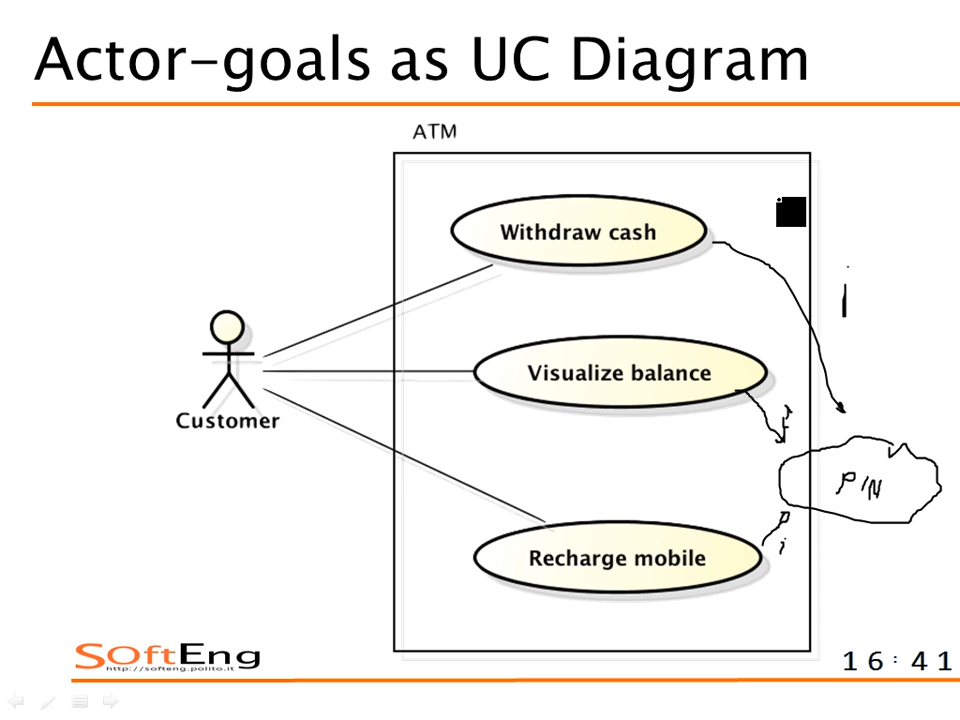 Actor-goals as UC Diagram
ATM
Withdraw cash
Visualize balance
Customer
PIN
Recharge mobile
SOftEng
http://softeng.polito.it
16:41